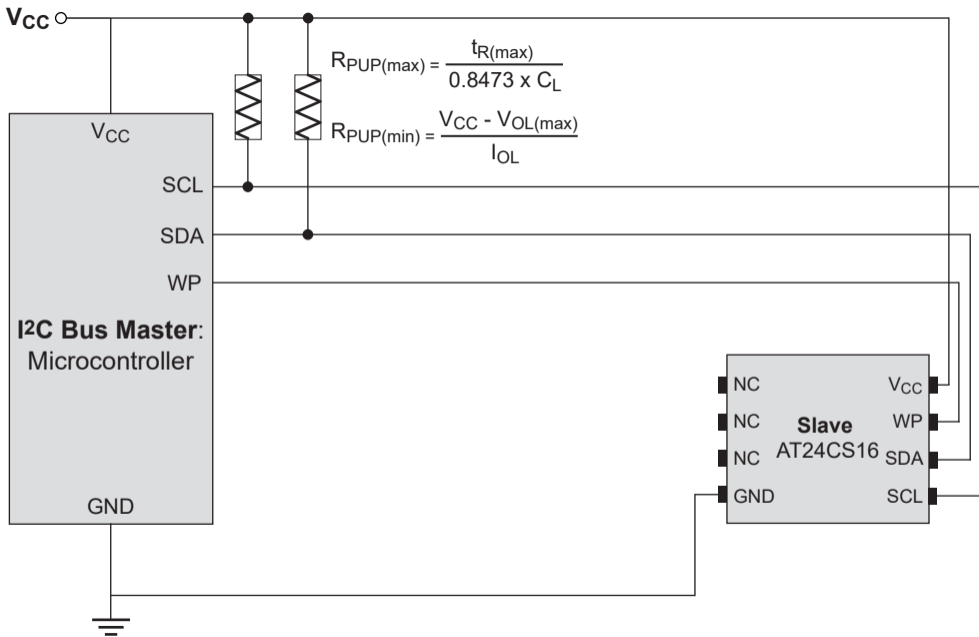 VCC
RPUP(max) = tR(max)
0.8473 x CL
RPUP(min) = VCC - VOL(max)
IOL
VCC
SCL
SDA
WP
I2C Bus Master:
Microcontroller
GND
NC VCC
NC Slave WP
AT24CS16
NC SDA
GND SCL